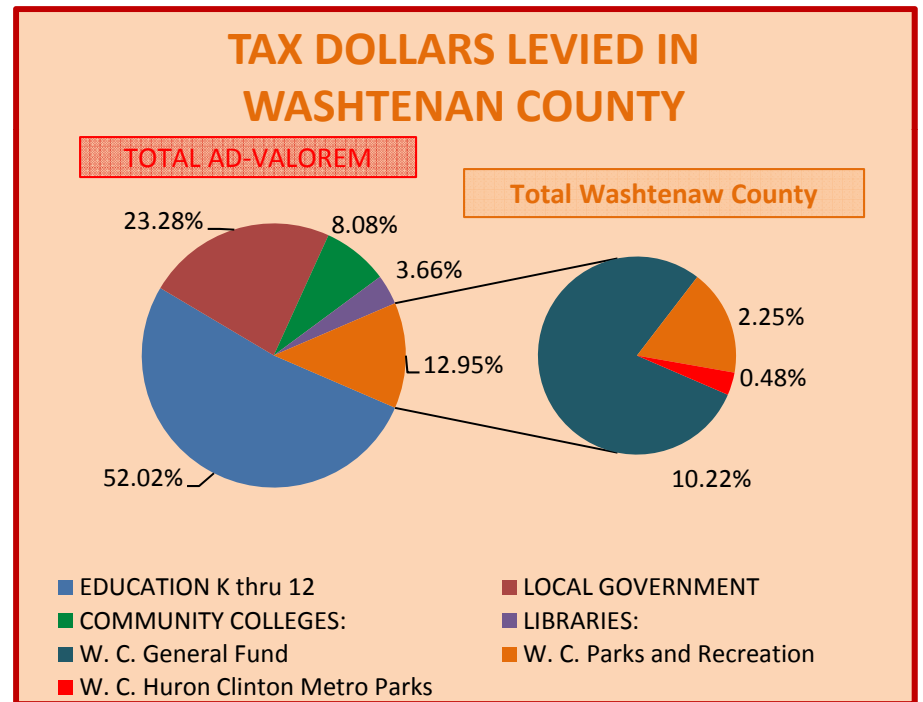 TAX DOLLARS LEVIED IN
WASHTENAN COUNTY
TOTAL AD-VALOREM
Total Washtenaw County
23.28%
8.08%
3.66%
12.95%
52.02%
2.25%
0.48%
10.22%
EDUCATION K thru 12
LOCAL GOVERNMENT
COMMUNITY COLLEGES:
LIBRARIES:
W. C. General Fund
W. C. Parks and Recreation
W. C. Huron Clinton Metro Parks